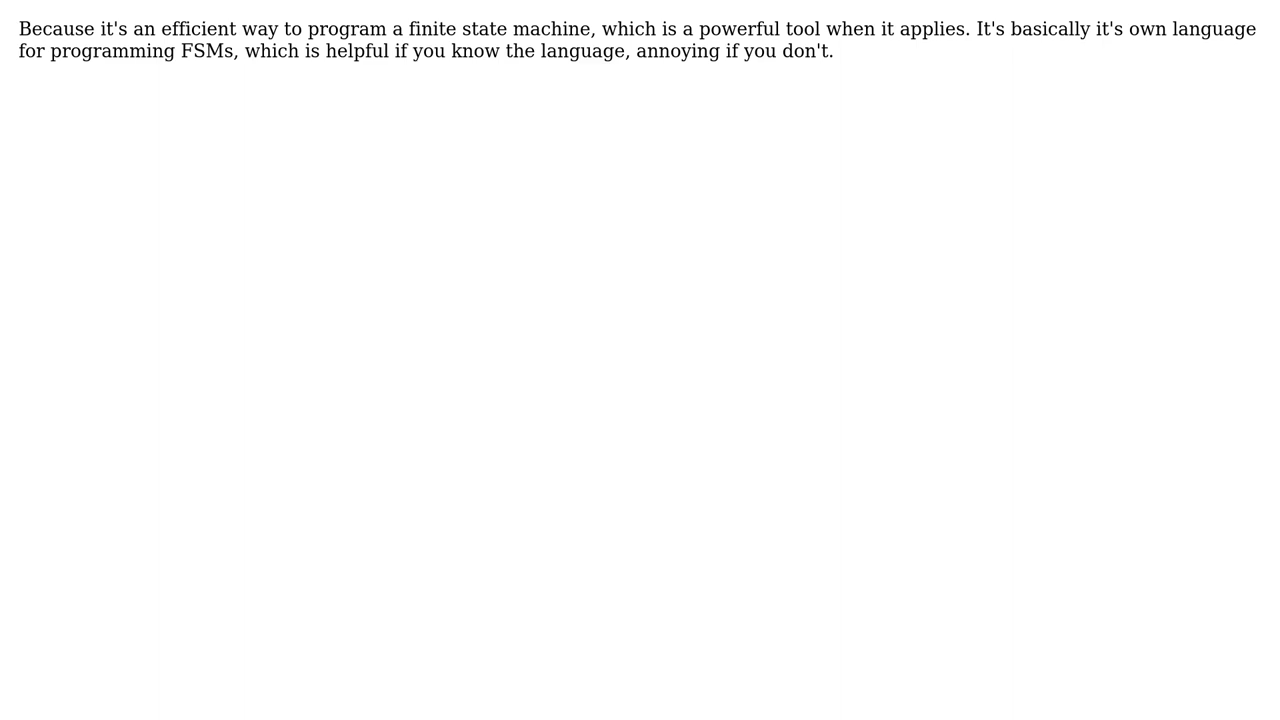 Because it's an efficient way to program a finite state machine, which is a powerful tool when it applies. It's basically it's own language
for programming FSMs, which is helpful if you know the language, annoying if you don't.